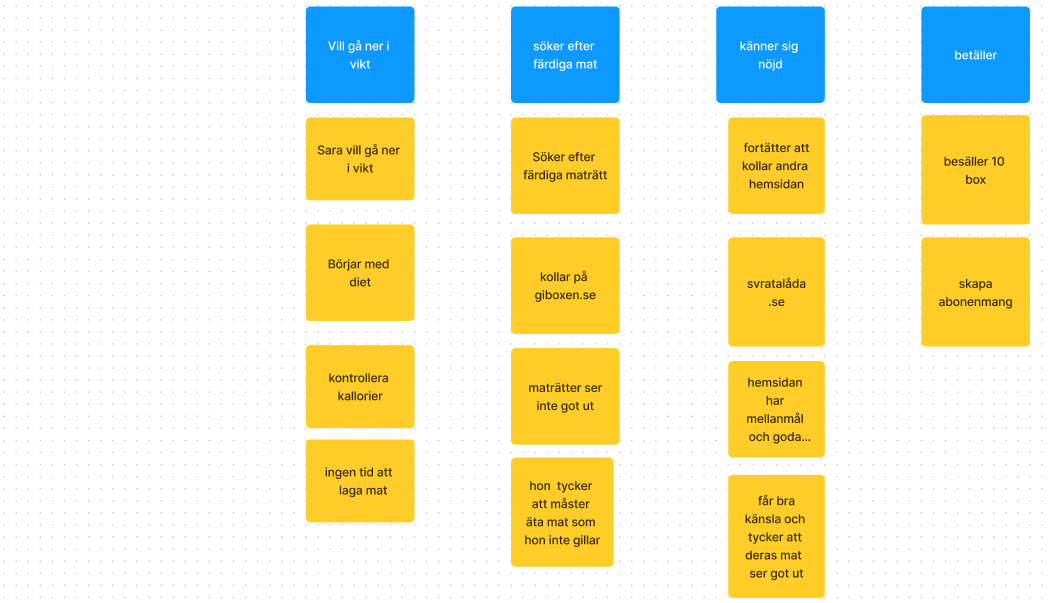 Vill gå ner i
vikt
söker efter
färdiga mat
känner sig
nöjd
betäller
Sara vill gå ner
i vikt
Söker efter
färdiga maträtt
fortätter att
kollar andra
hemsidan
besäller 10
box
Börjar med
diet
kollar på
giboxen.se
svratalåda
.se
skapa
abonenmang
kontrollera
kallorier
maträtter ser
inte got ut
hemsidan
har
mellanmål
och goda...
ingen tid att
laga mat
hon tycker
att måster
äta mat som
hon inte gillar
får bra
känsla och
tycker att
deras mat
ser got ut